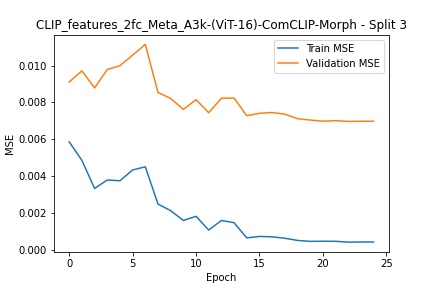 CLIP_features_2fc_Meta_A3k-(ViT-16)-ComCLIP-Morph - Split 3
Train MSE
Validation MSE
0.010
0.008
0.006
0.004
0.002
0.000
MSE
0 5 10 15 20 25
Epoch